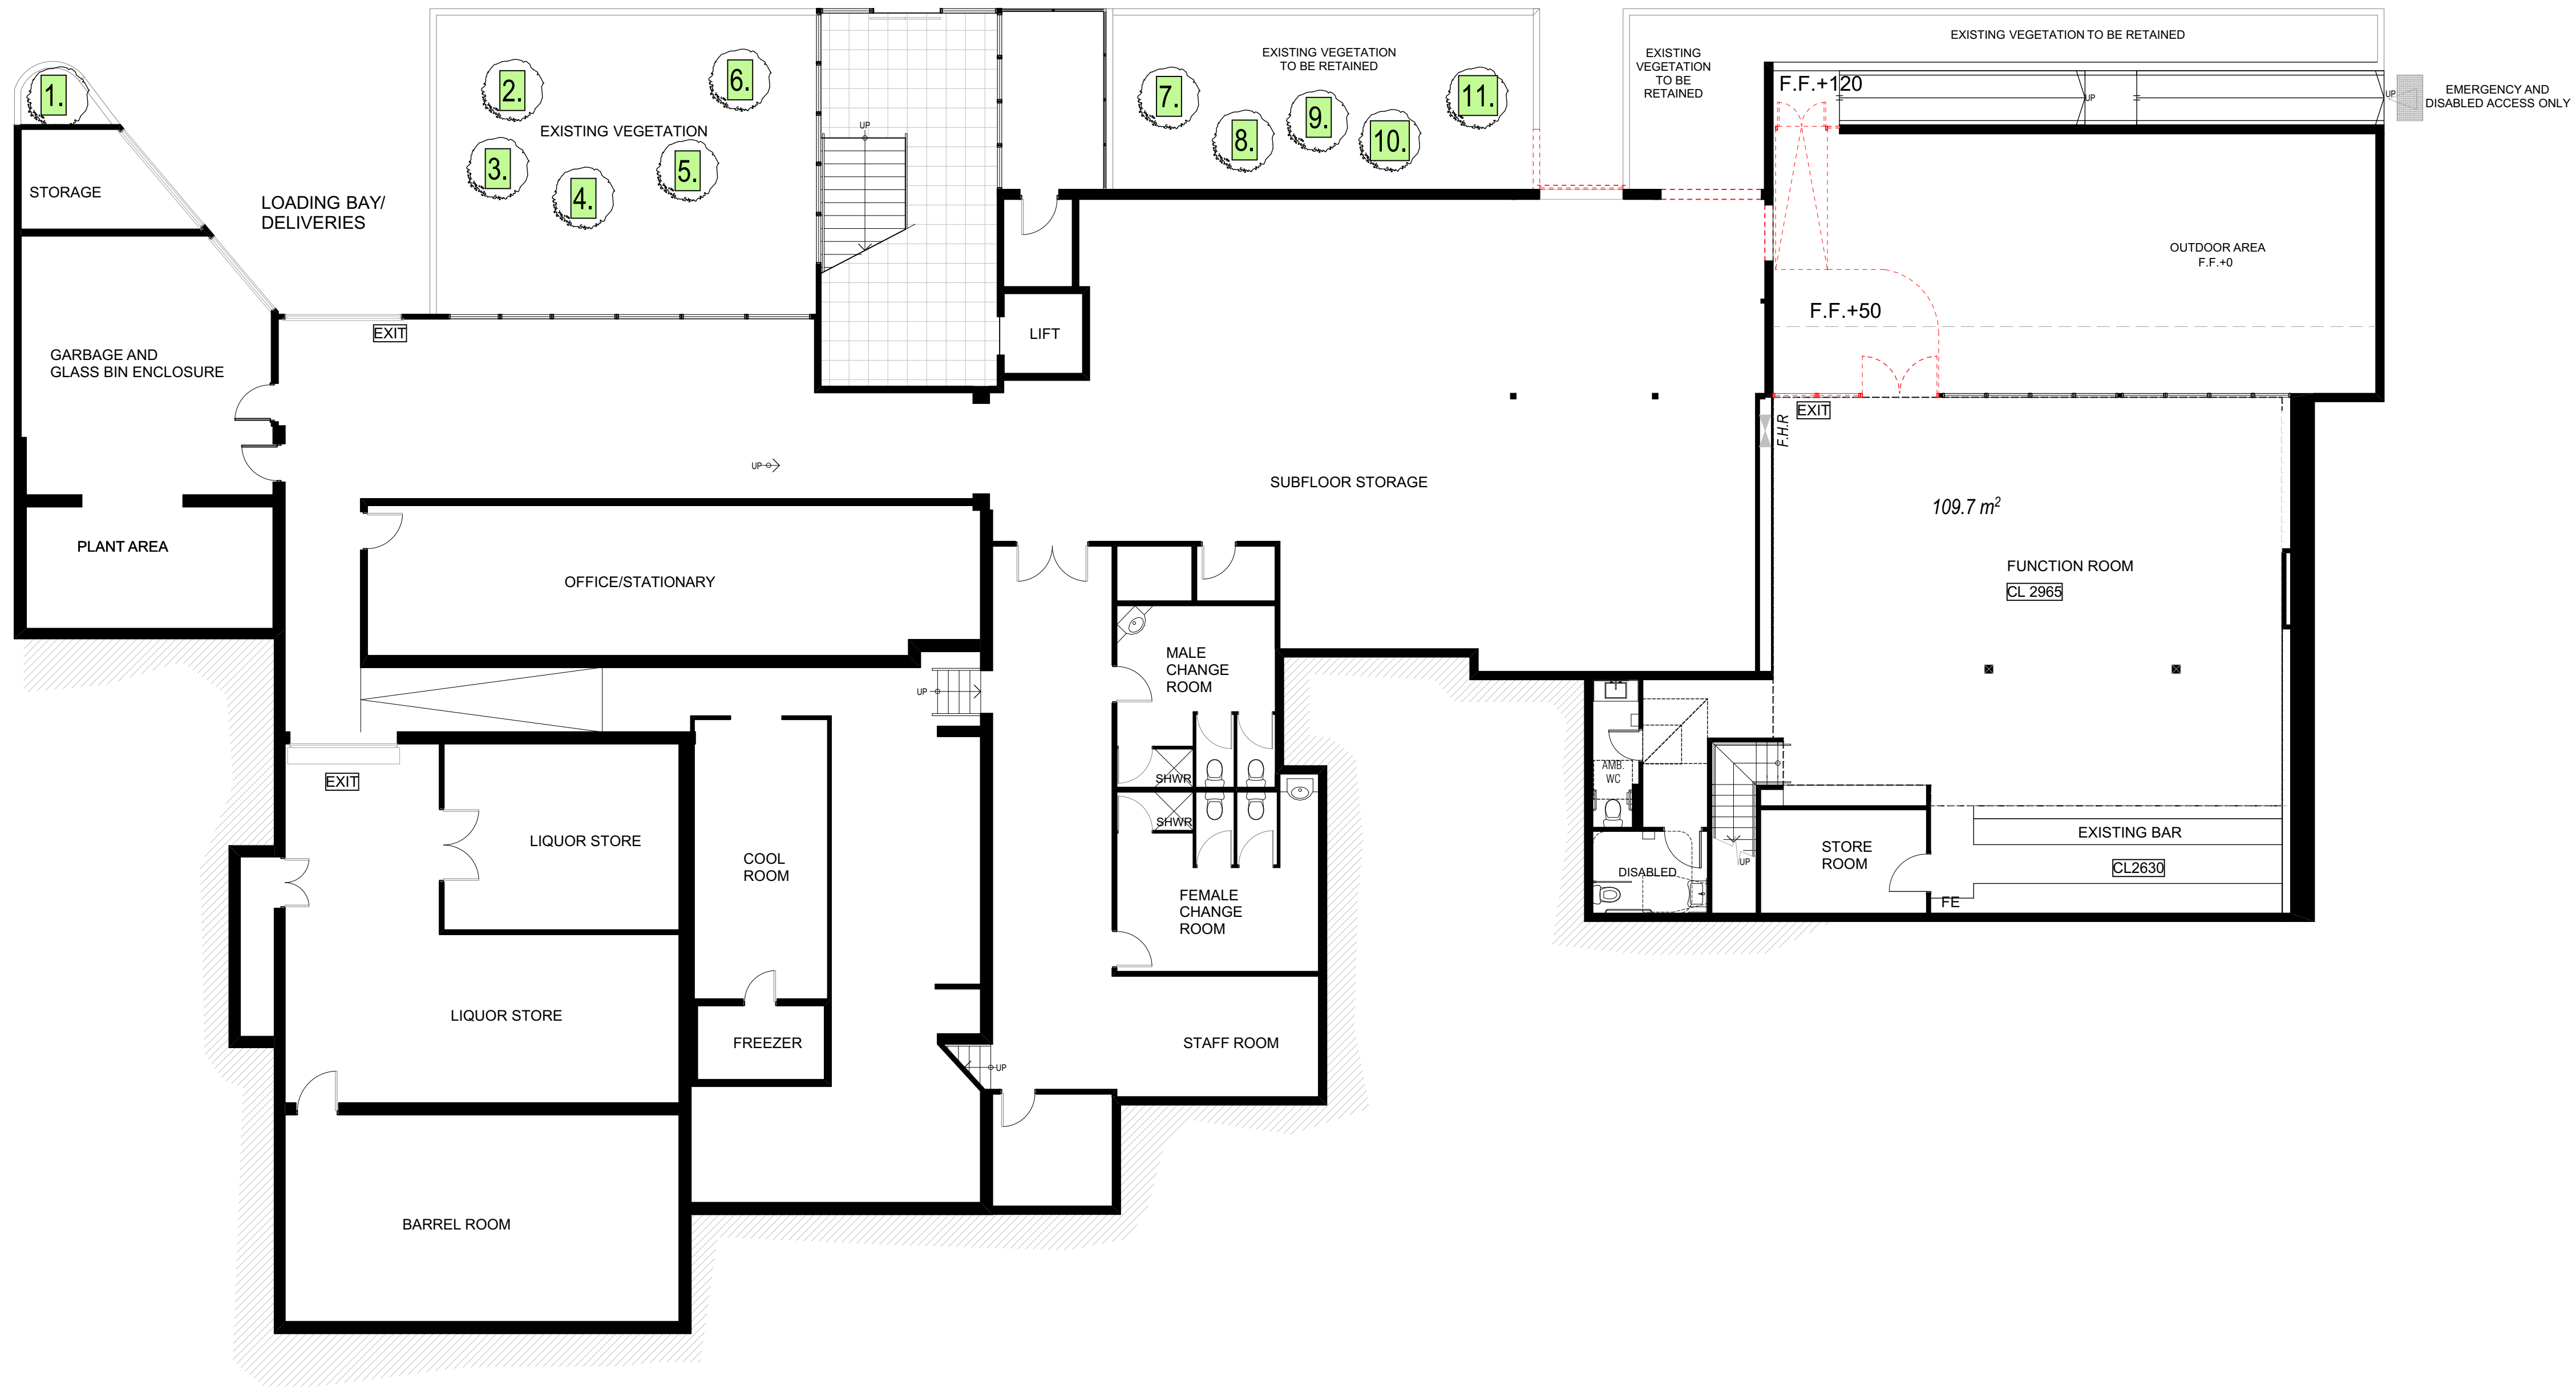 EXISTING VEGETATION TO BE RETAINED
EXISTING VEGETATION
TO BE RETAINED
EXISTING
VEGETATION
TO BE
RETAINED
F.F.+120
UP
UP
EMERGENCY AND
DISABLED ACCESS ONLY
1.
2.
6.
3.
4.
5.
EXISTING VEGETATION
7.
8.
9.
10.
11.
UP
STORAGE
LOADING BAY/
DELIVERIES
OUTDOOR AREA
F.F.+0
F.F.+50
EXIT
LIFT
GARBAGE AND
GLASS BIN ENCLOSURE
EXIT
F.H.R
UP
SUBFLOOR STORAGE
109.7 m²
PLANT AREA
OFFICE/STATIONARY
FUNCTION ROOM
CL 2965
MALE
CHANGE
ROOM
UP
EXIT
SHWR
SHWR
AMB.
WC
LIQUOR STORE
COOL
ROOM
UP
STORE
ROOM
EXISTING BAR
CL2630
DISABLED
FE
FEMALE
CHANGE
ROOM
LIQUOR STORE
FREEZER
STAFF ROOM
UP
BARREL ROOM